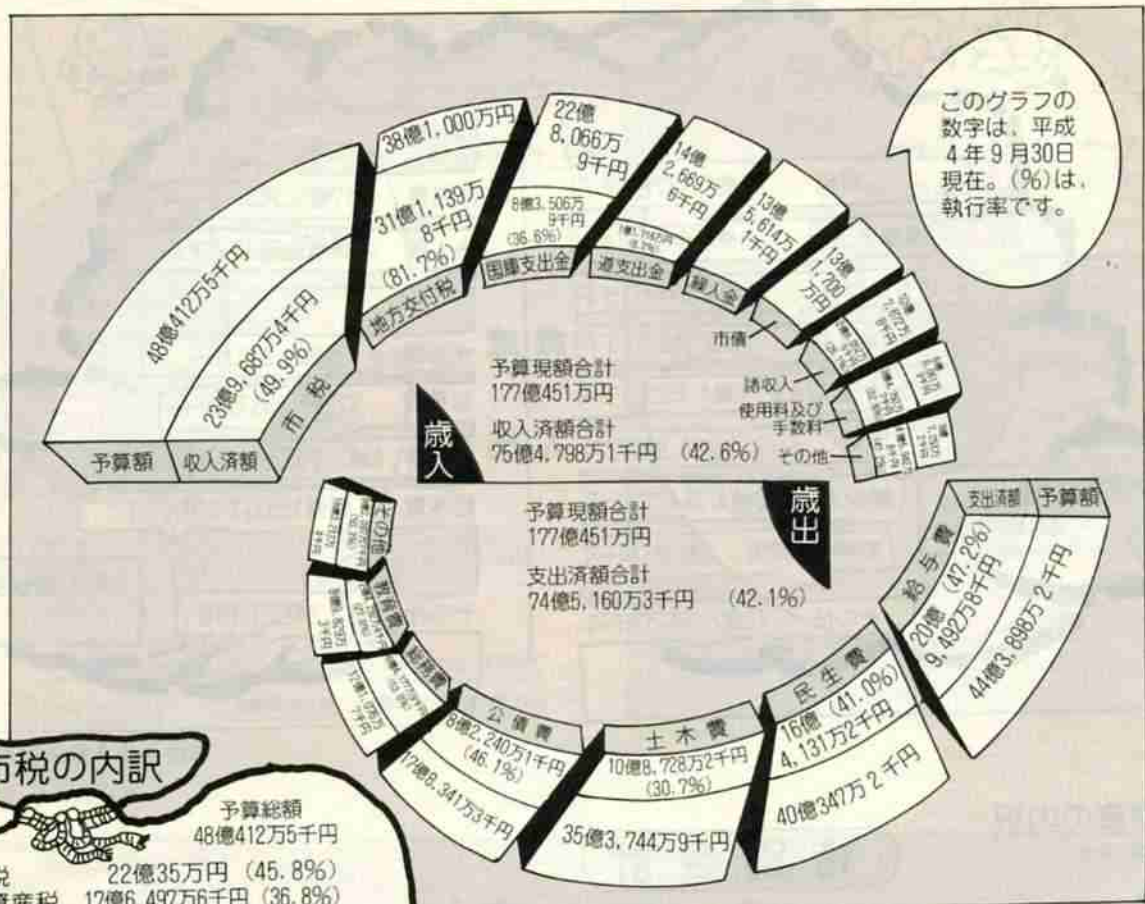 このグラフの
数字は、平成
4年9月30日
現在。(%)は、
執行率です。
48億412万5千円
23億9,687万4千円
(49.9%)
市税
予算額
収入済額
38億1,000万円
31億1,139万
8千円
(81.7%)
地方交付税
22億
8,066万
9千円
8億3,506万
9千円
(36.6%)
国庫支出金
14億
2,669万
6千円
道支出金
13億
5,614万
1千円
繰入金
13億
1,700
万円
市債
諸収入
使用料及び
手数料
その他
歳入
予算現額合計
177億451万円
収入済額合計
75億4,798万1千円 (42.6%)
歳出
予算現額合計
177億451万円
支出済額合計
74億5,160万3千円 (42.1%)
支出済額
予算額
給与費
20億 (47.2%)
9,492万8千円
44億3,898万2千円
民生費
16億 (41.0%)
4,131万2千円
40億347万2千円
土木費
10億8,728万2千円
(30.7%)
35億3,744万9千円
公債費
8億2,240万1千円
(46.1%)
17億8,341万3千円
総務費
教育費
その他
市税の内訳
予算総額
48億412万5千円
税 22億35万円 (45.8%)
資産税 17億6,497万6千円 (36.8%)